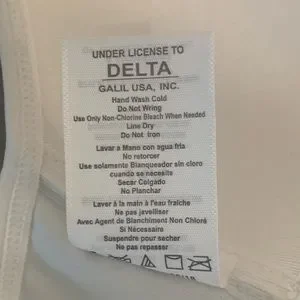 UNDER LICENSE TO
DELTA
GALIL USA, INC.
Hand Wash Cold
Do Not Wring
Use Only Non-Chlorine Bleach When Needed
Line Dry
Do Not Iron
Lavar a Mano con agua fria
No retorcer
Use solamente Blanqueador sin cloro
cuando se necesite
Secar Colgado
No Planchar
Laver à la main à l'eau fraîche
Ne pas javelliser
Avec Agent de Blanchiment Non Chloré
Si Nécessaire
Suspendre pour secher
Ne pas repasser